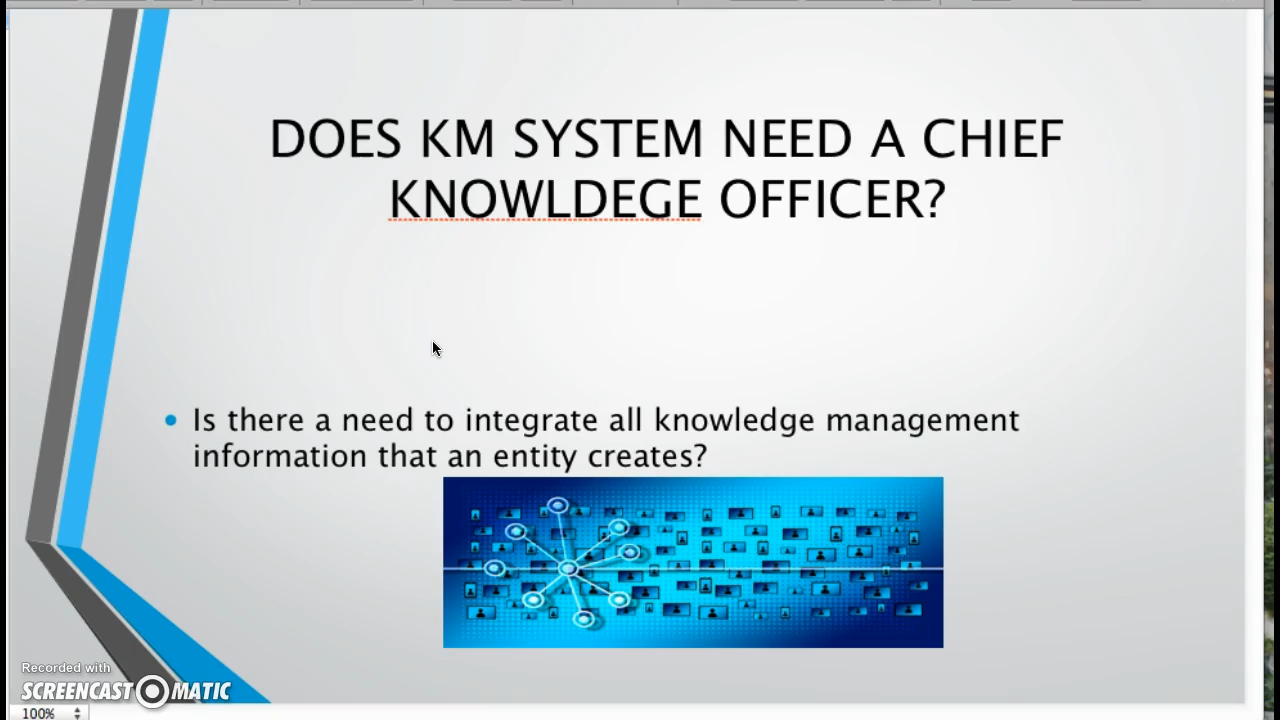 DOES KM SYSTEM NEED A CHIEF
KNOWLDEGE OFFICER?
• Is there a need to integrate all knowledge management
information that an entity creates?
Recorded with
SCREENCAST MATIC
100%